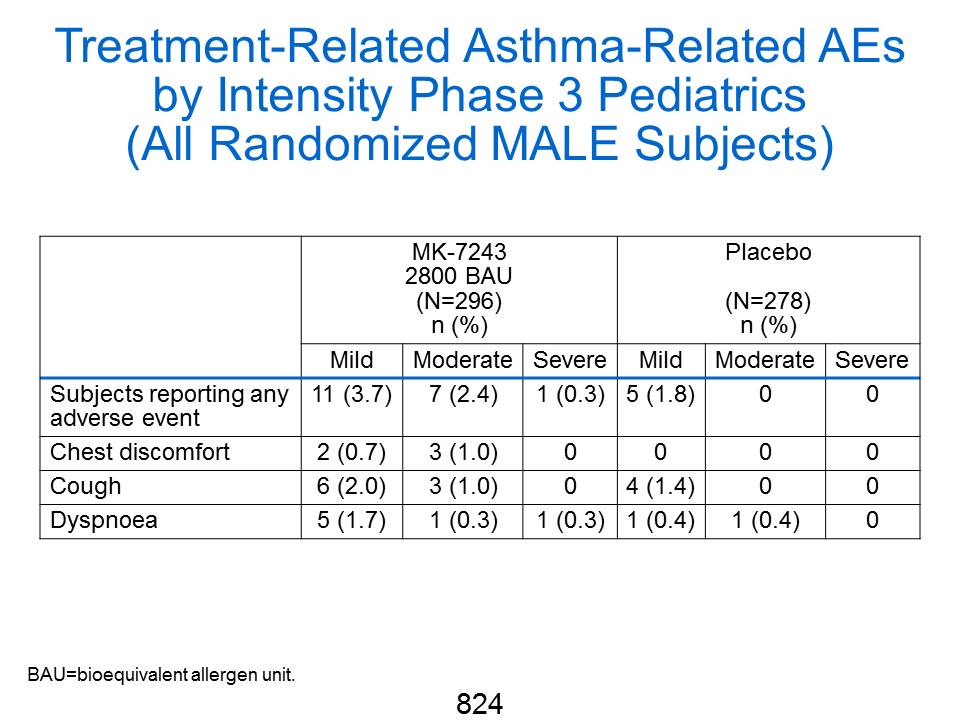 Treatment-Related Asthma-Related AEs
by Intensity Phase 3 Pediatrics
(All Randomized MALE Subjects)
MK-7243 Placebo
2800 BAU
(N=296) (N=278)
n (%) n (%)
Mild Moderate Severe Mild Moderate Severe
Subjects reporting any 11 (3.7) 7 (2.4) 1 (0.3) 5 (1.8) 0 0
adverse event
Chest discomfort 2 (0.7) 3 (1.0) 0 0 0 0
Cough 6 (2.0) 3 (1.0) 0 4 (1.4) 0 0
Dyspnoea 5 (1.7) 1 (0.3) 1 (0.3) 1 (0.4) 1 (0.4) 0
BAU=bioequivalent allergen unit.
824